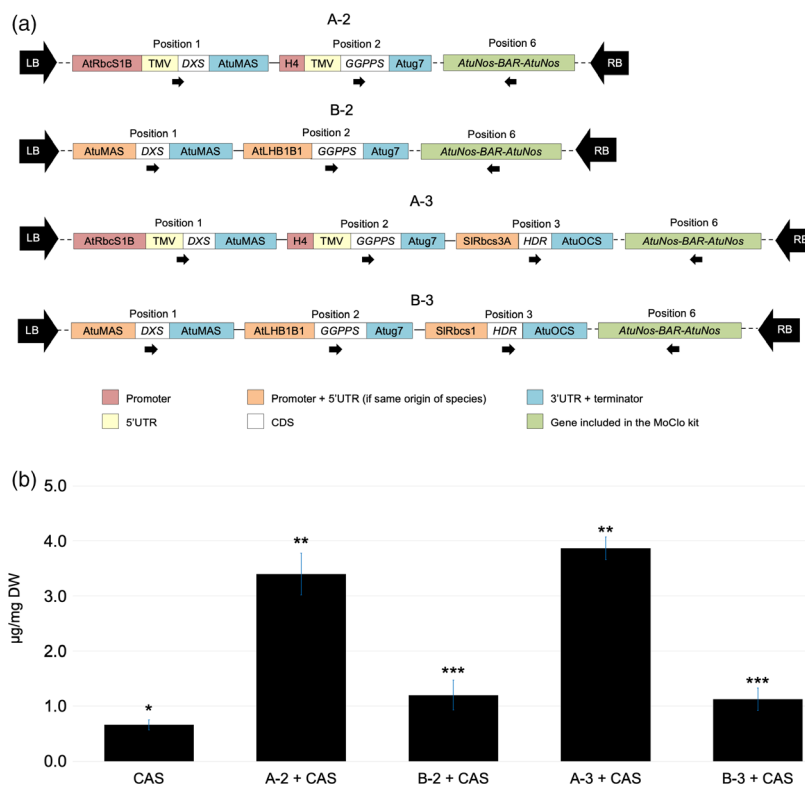 (a)
A-2
Position 1 Position 2 Position 6
LB AtRbcS1B TMV DXS AtuMAS H4 TMV GGPPS Atug7 AtuNos-BAR-AtuNos RB
B-2
Position 1 Position 2 Position 6
LB AtuMAS DXS AtuMAS AtLHB1B1 GGPPS Atug7 AtuNos-BAR-AtuNos RB
A-3
Position 1 Position 2 Position 3 Position 6
LB AtRbcS1B TMV DXS AtuMAS H4 TMV GGPPS Atug7 SlRbcs3A HDR AtuOCS AtuNos-BAR-AtuNos RB
B-3
Position 1 Position 2 Position 3 Position 6
LB AtuMAS DXS AtuMAS AtLHB1B1 GGPPS Atug7 SlRbcs1 HDR AtuOCS AtuNos-BAR-AtuNos RB
Promoter Promoter + 5'UTR (if same origin of species) 3'UTR + terminator
5'UTR CDS Gene included in the MoClo kit
(b)
µg/mg DW
5.0
4.0
3.0
2.0
1.0
0.0
* ** *** ** ***
CAS A-2 + CAS B-2 + CAS A-3 + CAS B-3 + CAS